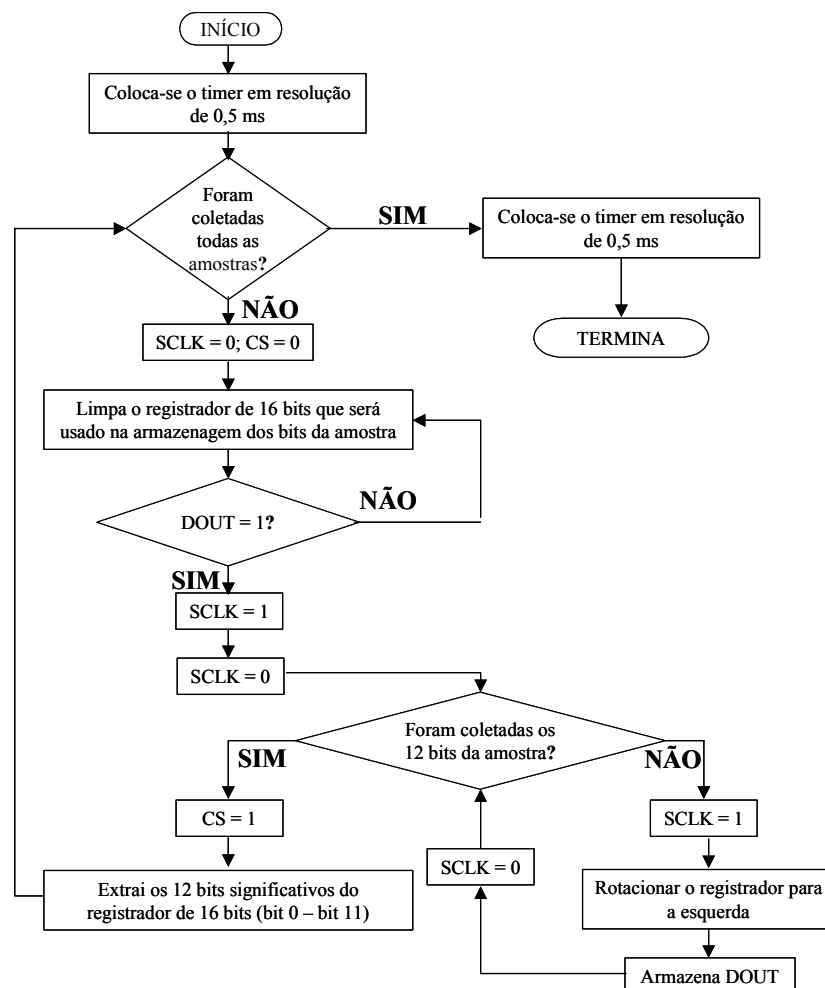 INÍCIO
Coloca-se o timer em resolução
de 0,5 ms
Foram
coletadas
todas as
amostras?
SIM
Coloca-se o timer em resolução
de 0,5 ms
TERMINA
NÃO
SCLK = 0; CS = 0
Limpa o registrador de 16 bits que será
usado na armazenagem dos bits da amostra
DOUT = 1?
NÃO
SIM
SCLK = 1
SCLK = 0
Foram coletadas os
12 bits da amostra?
SIM
NÃO
CS = 1
SCLK = 1
SCLK = 0
Extrai os 12 bits significativos do
registrador de 16 bits (bit 0 – bit 11)
Rotacionar o registrador para
a esquerda
Armazena DOUT